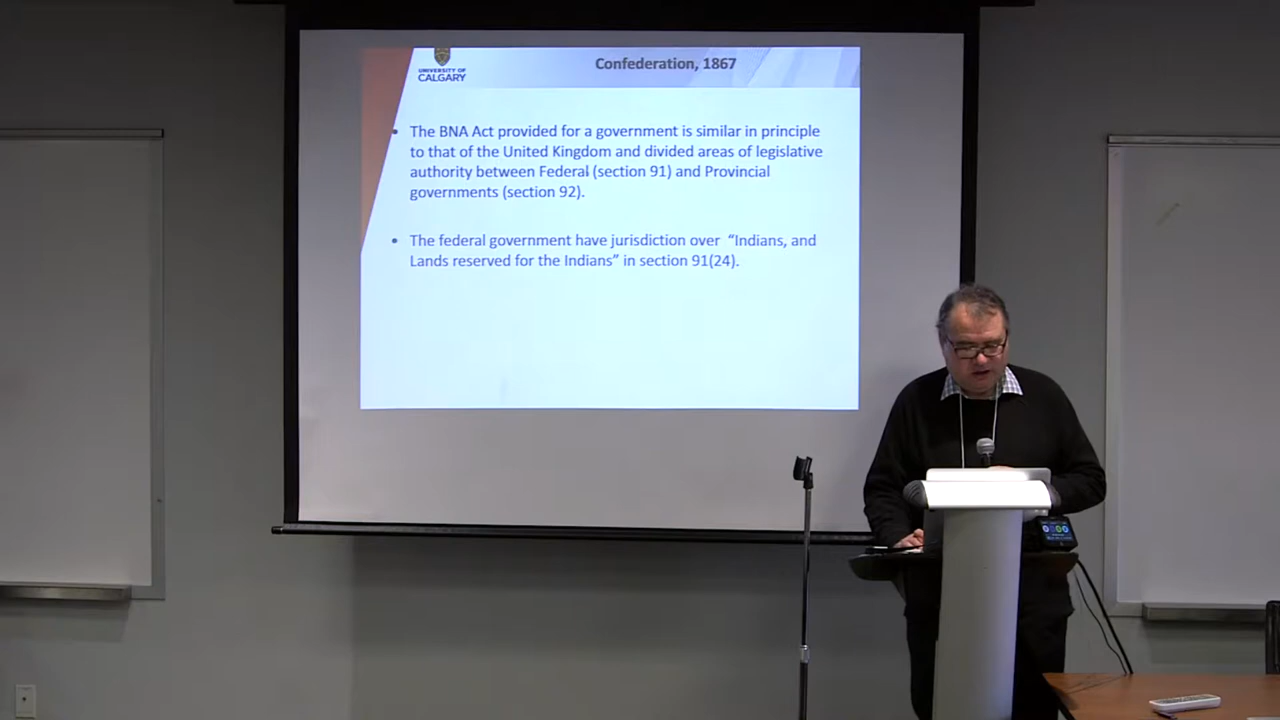 UNIVERSITY OF
CALGARY
Confederation, 1867
• The BNA Act provided for a government is similar in principle
to that of the United Kingdom and divided areas of legislative
authority between Federal (section 91) and Provincial
governments (section 92).
• The federal government have jurisdiction over “Indians, and
Lands reserved for the Indians” in section 91(24).